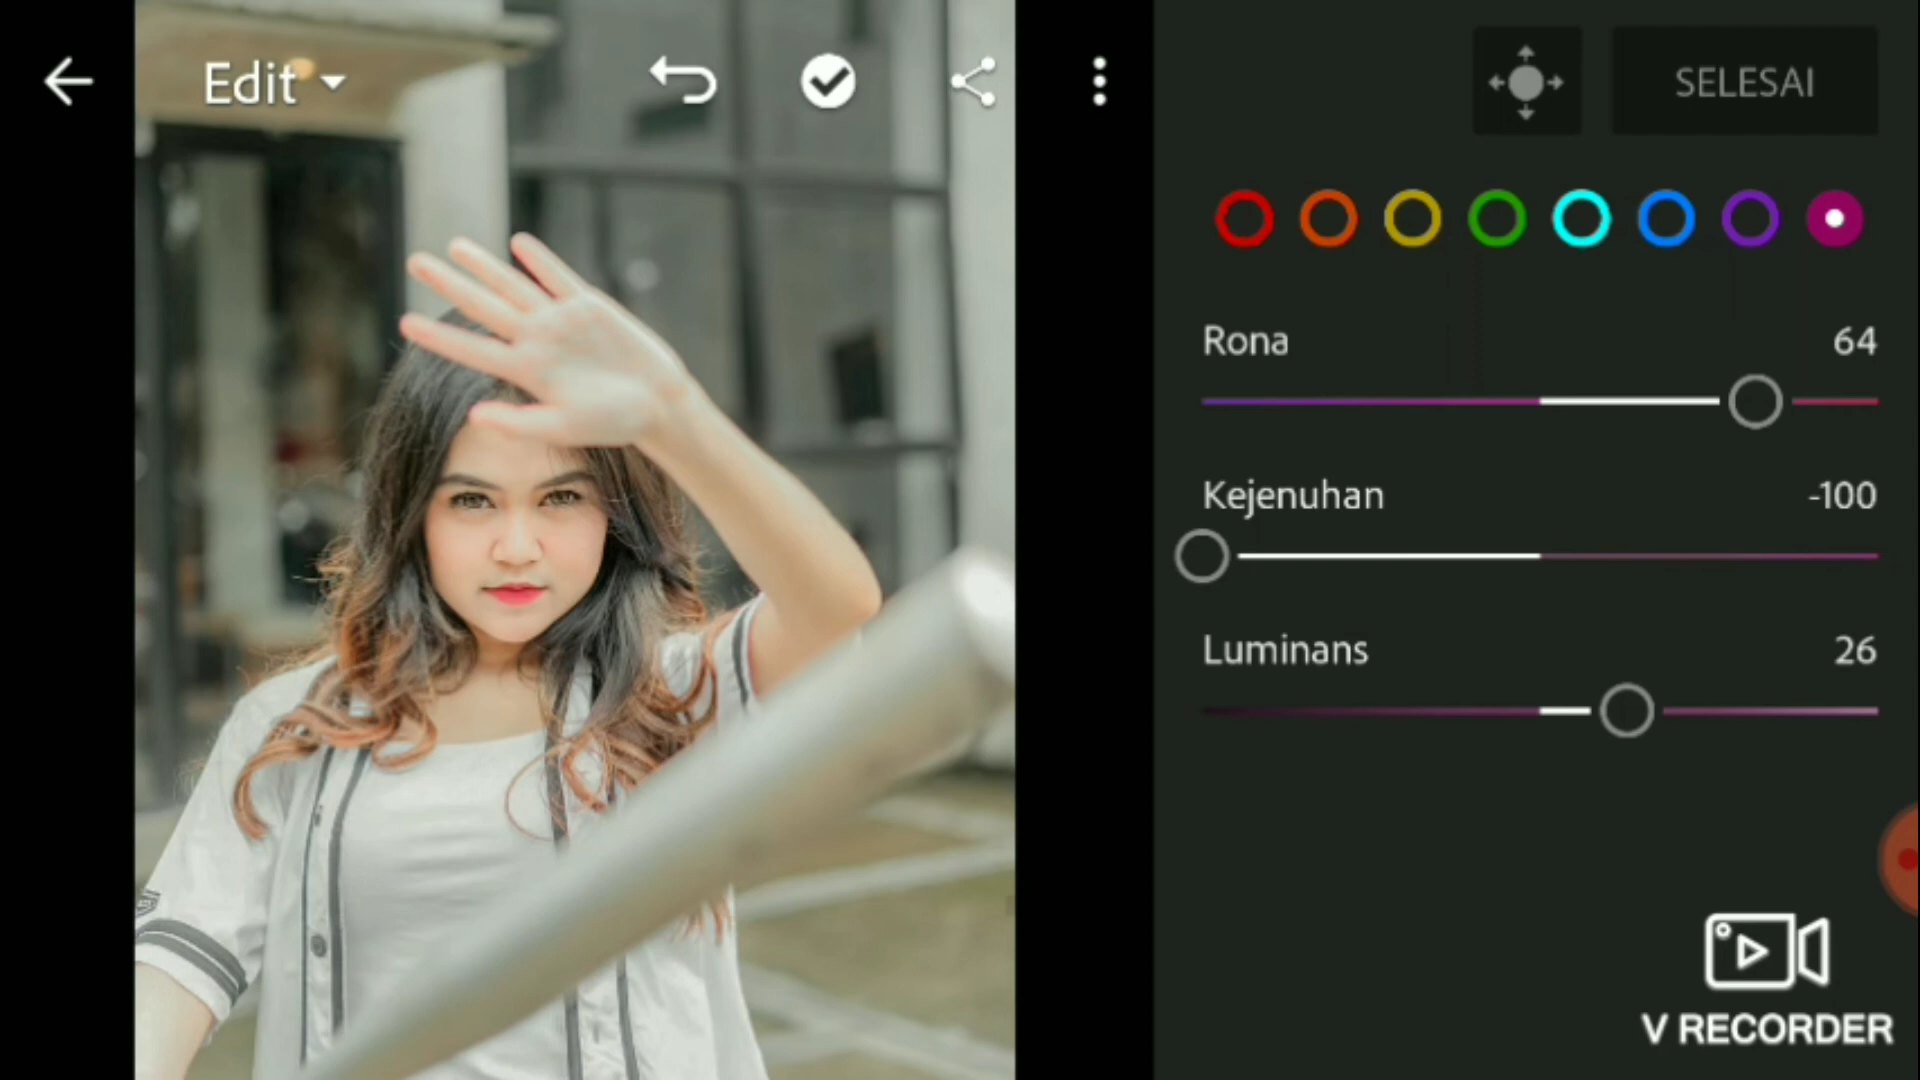 Edit
SELESAI
Rona 64
Kejenuhan -100
Luminans 26
V RECORDER